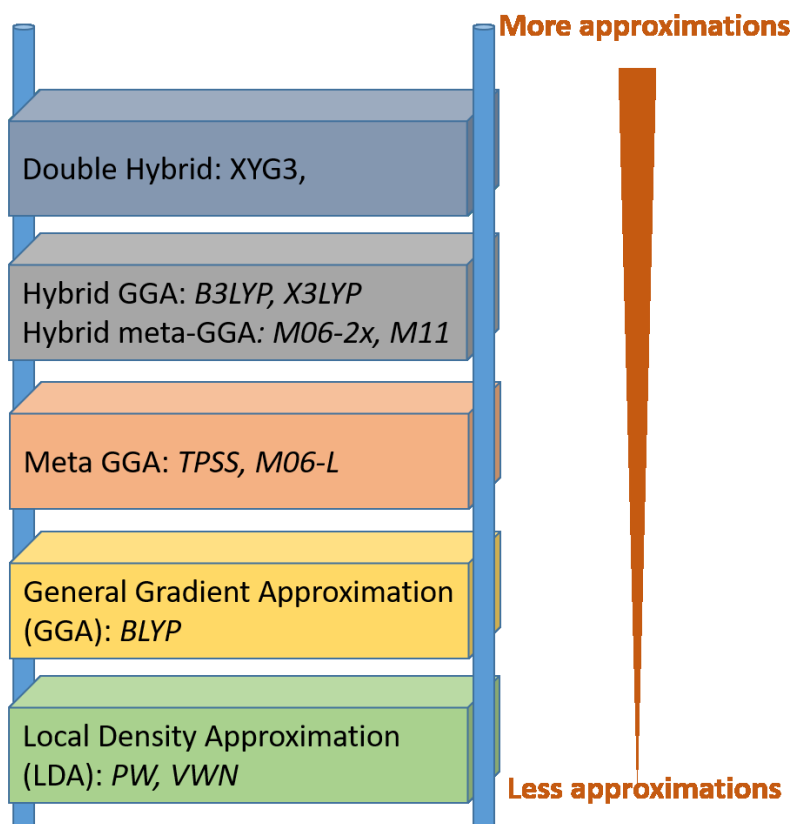 More approximations
Double Hybrid: XYG3,
Hybrid GGA: B3LYP, X3LYP
Hybrid meta-GGA: M06-2x, M11
Meta GGA: TPSS, M06-L
General Gradient Approximation
(GGA): BLYP
Local Density Approximation
(LDA): PW, VWN
Less approximations